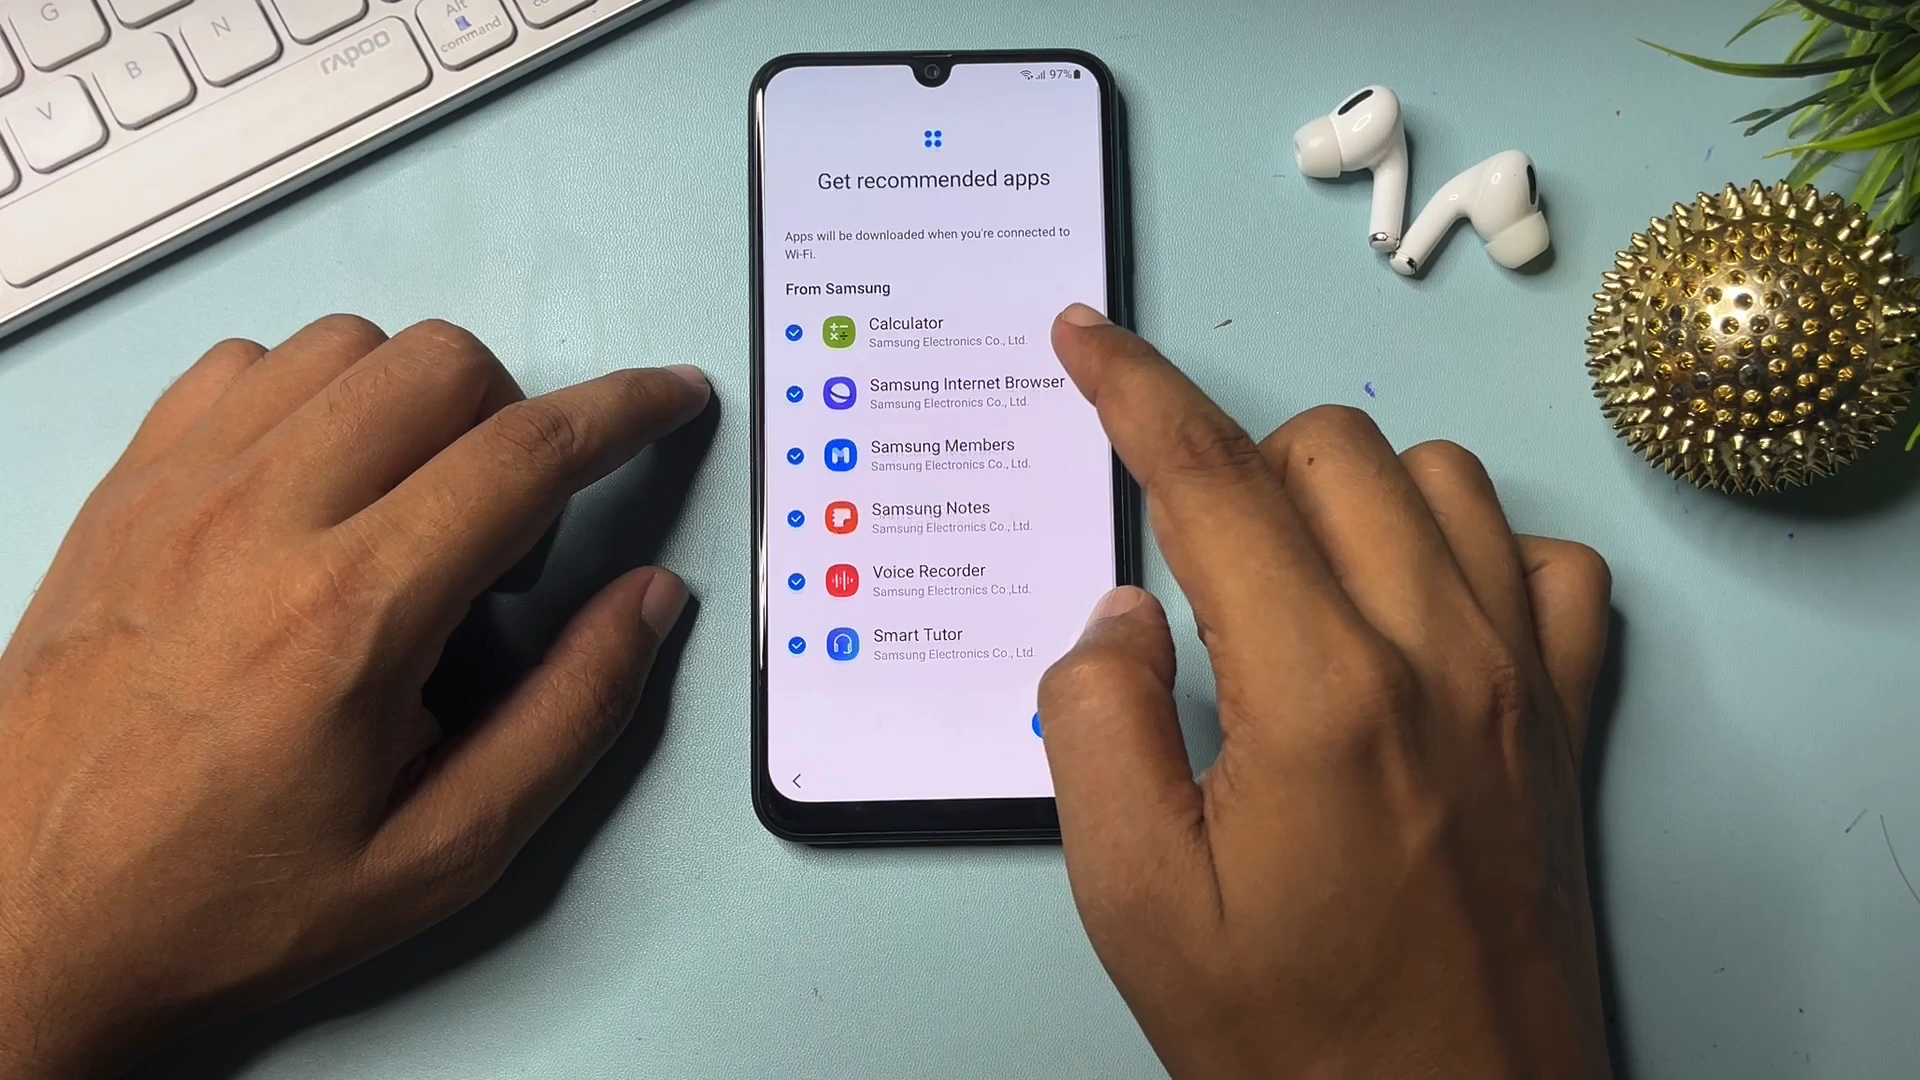 G
N
Alt
command
B
rapoo
V
97%
Get recommended apps
Apps will be downloaded when you're connected to
Wi-Fi.
From Samsung
Calculator
Samsung Electronics Co., Ltd.
Samsung Internet Browser
Samsung Electronics Co., Ltd.
Samsung Members
Samsung Electronics Co., Ltd.
Samsung Notes
Samsung Electronics Co., Ltd.
Voice Recorder
Samsung Electronics Co.,Ltd.
Smart Tutor
Samsung Electronics Co., Ltd.